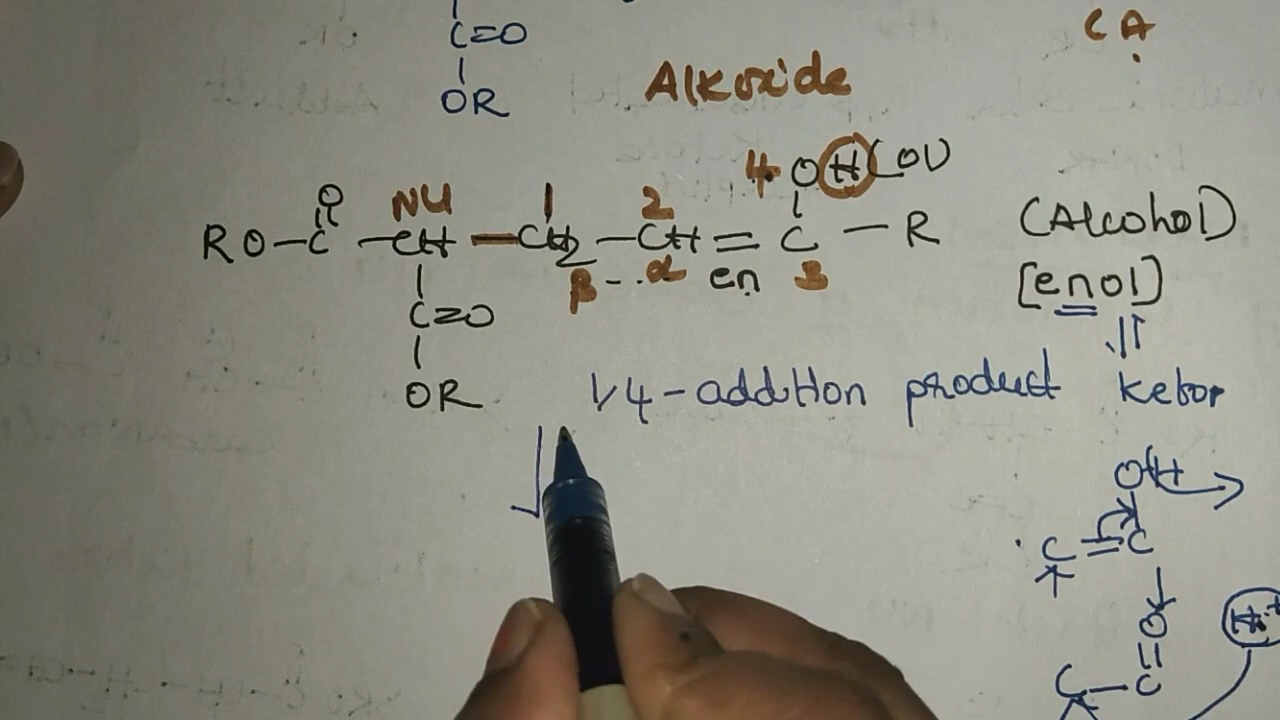 C=O
OR
CA
Alkoxide
4 OH(OV)
O NU 1 2
RO-C-CH-CH2-CH=C-R (Alcohol)
β--α en 3 [enol]
C=O
OR 1,4-addition product keton
OH
C=C
O
H+
C-C